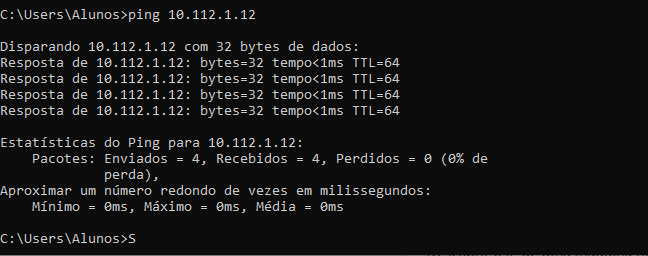 C:\Users\Alunos>ping 10.112.1.12
Disparando 10.112.1.12 com 32 bytes de dados:
Resposta de 10.112.1.12: bytes=32 tempo<1ms TTL=64
Resposta de 10.112.1.12: bytes=32 tempo<1ms TTL=64
Resposta de 10.112.1.12: bytes=32 tempo<1ms TTL=64
Resposta de 10.112.1.12: bytes=32 tempo<1ms TTL=64
Estatísticas do Ping para 10.112.1.12:
Pacotes: Enviados = 4, Recebidos = 4, Perdidos = 0 (0% de
perda),
Aproximar um número redondo de vezes em milissegundos:
Mínimo = 0ms, Máximo = 0ms, Média = 0ms
C:\Users\Alunos>S